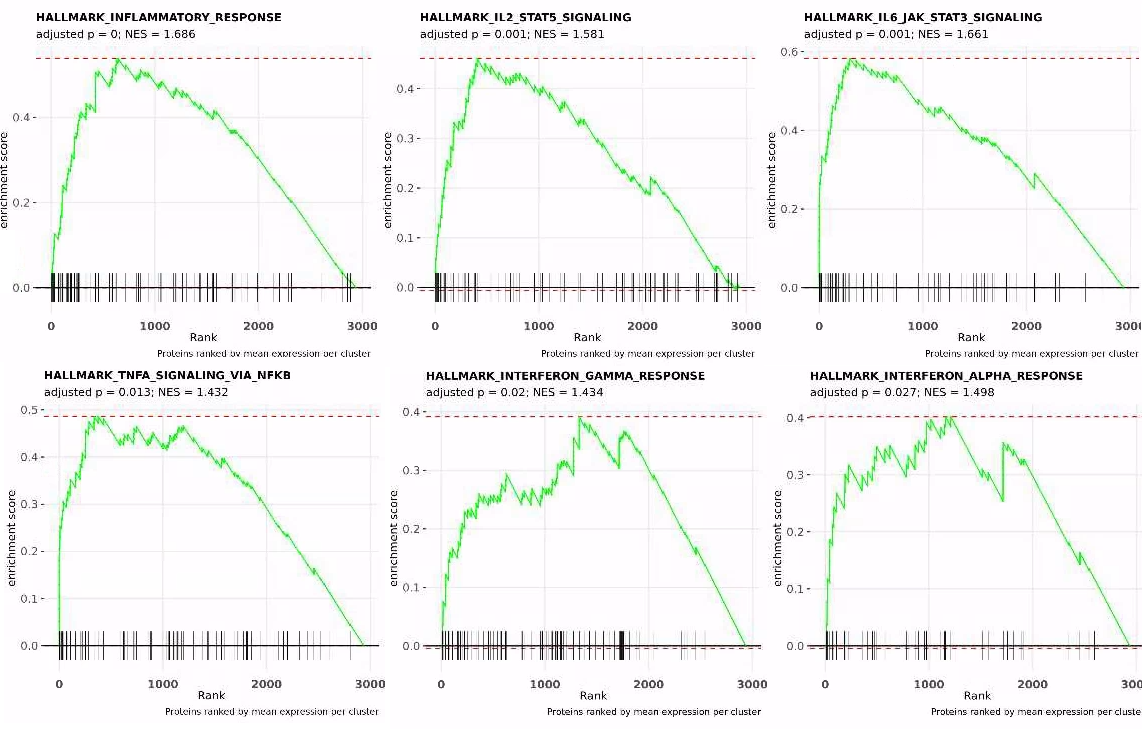 HALLMARK_INFLAMMATORY_RESPONSE
adjusted p = 0; NES = 1.686
enrichment score
0.4
0.2
0.0
0 1000 2000 3000
Rank
Proteins ranked by mean expression per cluster
HALLMARK_IL2_STAT5_SIGNALING
adjusted p = 0.001; NES = 1.581
enrichment score
0.4
0.3
0.2
0.1
0.0
0 1000 2000 3000
Rank
Proteins ranked by mean expression per cluster
HALLMARK_IL6_JAK_STAT3_SIGNALING
adjusted p = 0.001; NES = 1.661
enrichment score
0.6
0.4
0.2
0.0
0 1000 2000 300
Rank
Proteins ranked by mean expression per cluster
HALLMARK_TNFA_SIGNALING_VIA_NFKB
adjusted p = 0.013; NES = 1.432
enrichment score
0.5
0.4
0.3
0.2
0.1
0.0
0 1000 2000 3000
Rank
Proteins ranked by mean expression per cluster
HALLMARK_INTERFERON_GAMMA_RESPONSE
adjusted p = 0.02; NES = 1.434
enrichment score
0.4
0.3
0.2
0.1
0.0
0 1000 2000 3000
Rank
Proteins ranked by mean expression per cluster
HALLMARK_INTERFERON_ALPHA_RESPONSE
adjusted p = 0.027; NES = 1.498
enrichment score
0.4
0.3
0.2
0.1
0.0
0 1000 2000 300
Rank
Proteins ranked by mean expression per cluste